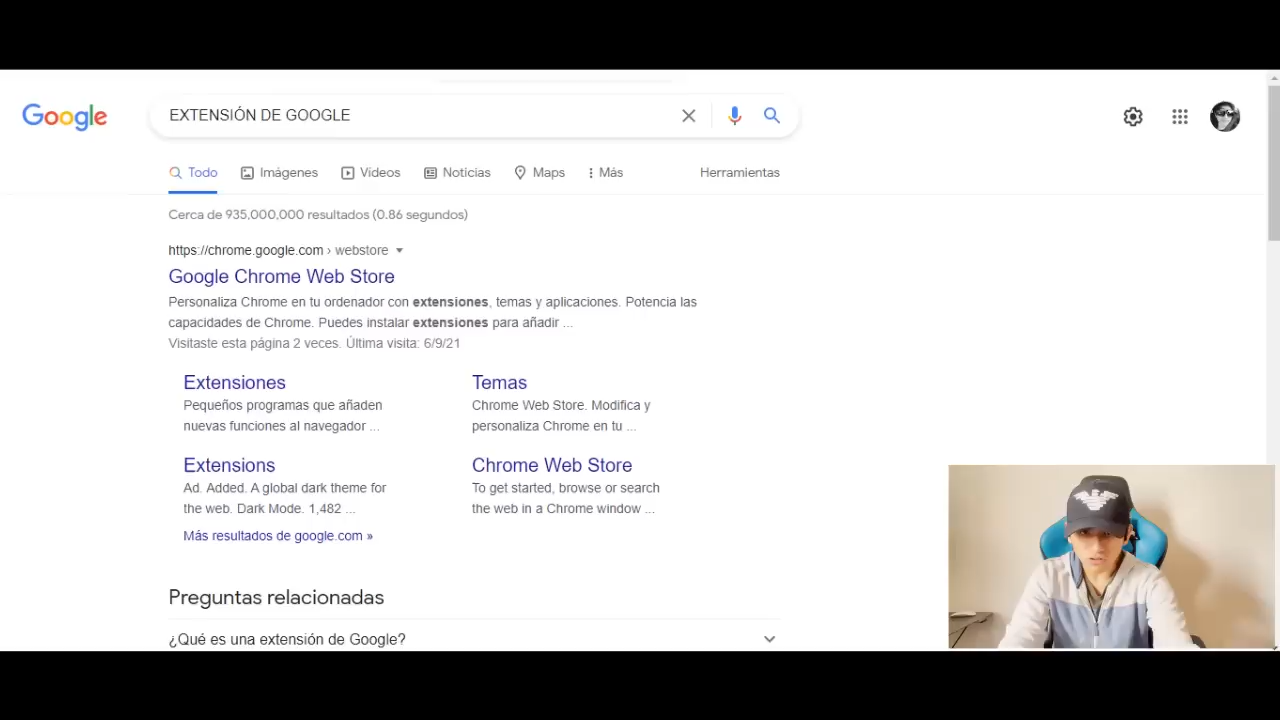 Google
EXTENSIÓN DE GOOGLE
Todo
Imágenes
Vídeos
Noticias
Maps
Más
Herramientas
Cerca de 935,000,000 resultados (0.86 segundos)
https://chrome.google.com › webstore
Google Chrome Web Store
Personaliza Chrome en tu ordenador con extensiones, temas y aplicaciones. Potencia las
capacidades de Chrome. Puedes instalar extensiones para añadir ...
Visitaste esta página 2 veces. Última visita: 6/9/21
Extensiones
Pequeños programas que añaden
nuevas funciones al navegador ...
Temas
Chrome Web Store. Modifica y
personaliza Chrome en tu ...
Extensions
Ad. Added. A global dark theme for
the web. Dark Mode. 1,482 ...
Chrome Web Store
To get started, browse or search
the web in a Chrome window ...
Más resultados de google.com »
Preguntas relacionadas
¿Qué es una extensión de Google?